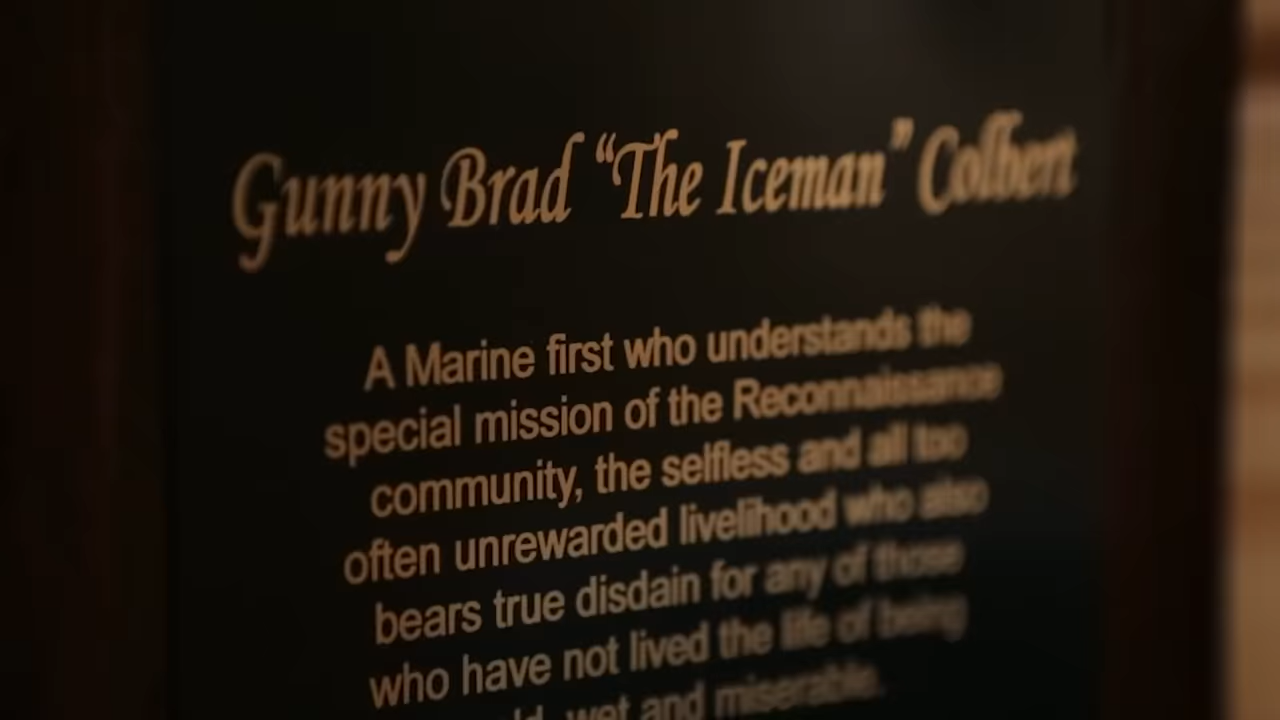 Gunny Brad “The Iceman” Colbert
A Marine first who understands the
special mission of the Reconnaissance
community, the selfless and all too
often unrewarded livelihood who also
bears true disdain for any of those
who have not lived the life of being
wet and miserable.